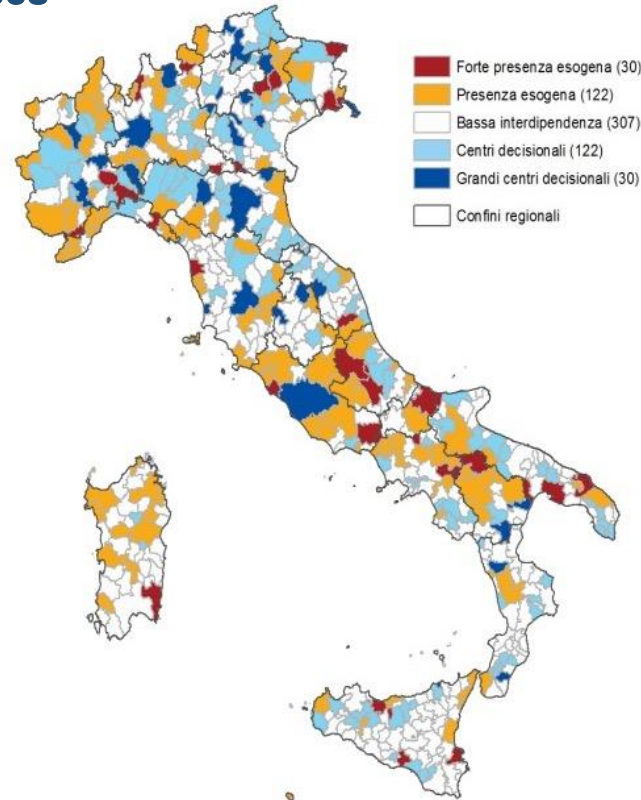 Forte presenza esogena (30)
Presenza esogena (122)
Bassa interdipendenza (307)
Centri decisionali (122)
Grandi centri decisionali (30)
Confini regionali